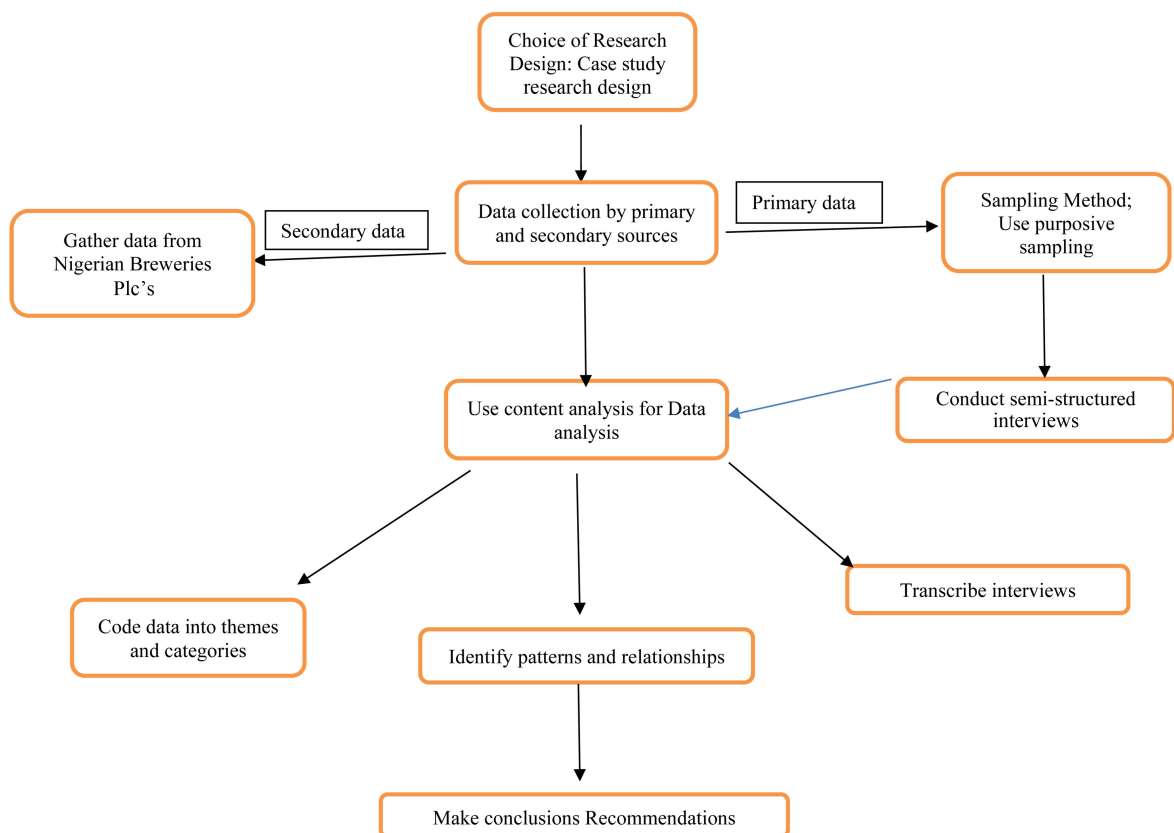 Choice of Research
Design: Case study
research design
Data collection by primary
and secondary sources
Primary data
Sampling Method;
Use purposive
sampling
Secondary data
Gather data from
Nigerian Breweries
Plc’s
Use content analysis for Data
analysis
Conduct semi-structured
interviews
Transcribe interviews
Code data into themes
and categories
Identify patterns and relationships
Make conclusions Recommendations